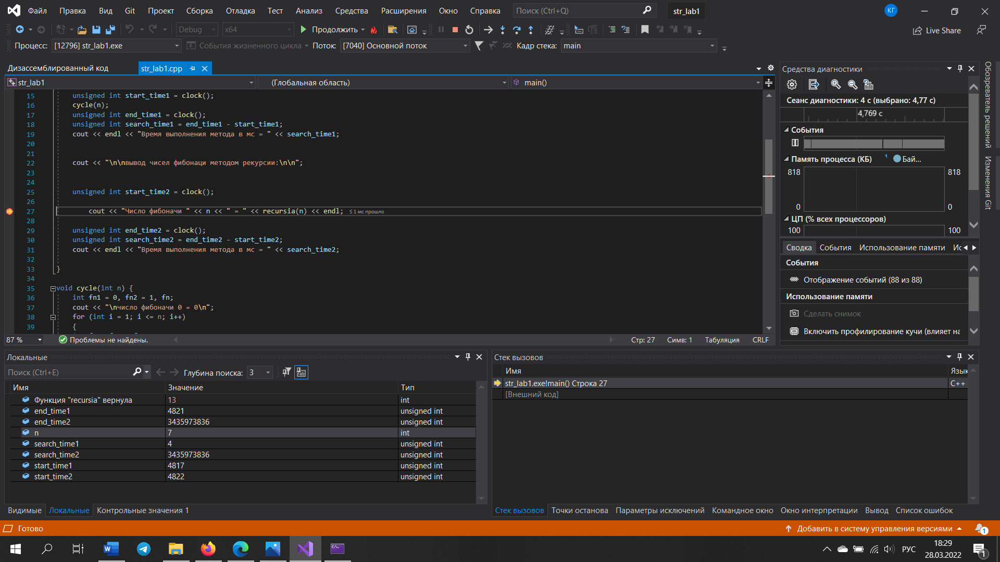 Файл Правка Вид Git Проект Сборка Отладка Тест Анализ Средства Расширения Окно Справка Поиск (Ctrl+Q) str_lab1 КГ
Debug x64 Продолжить Live Share
Процесс: [12796] str_lab1.exe События жизненного цикла Поток: [7040] Основной поток Кадр стека: main
Дизассемблированный код str_lab1.cpp
str_lab1 (Глобальная область) main()
15 unsigned int start_time1 = clock();
16 cycle(n);
17 unsigned int end_time1 = clock();
18 unsigned int search_time1 = end_time1 - start_time1;
19 cout << endl << "Время выполнения метода в мс = " << search_time1;
20
21
22 cout << "\n\nвывод чисел фибонаци методом рекурсии:\n\n";
23
24
25 unsigned int start_time2 = clock();
26
27 cout << "Число фибоначи " << n << " = " << recursia(n) << endl; ≤ 1 мс прошло
28
29 unsigned int end_time2 = clock();
30 unsigned int search_time2 = end_time2 - start_time2;
31 cout << endl << "Время выполнения метода в мс = " << search_time2;
32
33 }
34
35 void cycle(int n) {
36 int fn1 = 0, fn2 = 1, fn;
37 cout << "\nчисло фибоначи 0 = 0\n";
38 for (int i = 1; i <= n; i++)
39 {
87 % Проблемы не найдены. Стр: 27 Симв: 1 Табуляция CRLF
Средства диагностики
Сеанс диагностики: 4 с (выбрано: 4,77 с)
4,769 с
События
Память процесса (КБ) Бай...
818 818
0 0
ЦП (% всех процессоров)
100 100
Сводка События Использование памяти Ис
События
Отображение событий (88 из 88)
Использование памяти
Сделать снимок
Включить профилирование кучи (влияет на
Обозреватель решений
Изменения Git
Локальные
Поиск (Ctrl+E) Глубина поиска: 3
Имя Значение Тип
Функция "recursia" вернула 13 int
end_time1 4821 unsigned int
end_time2 3435973836 unsigned int
n 7 int
search_time1 4 unsigned int
search_time2 3435973836 unsigned int
start_time1 4817 unsigned int
start_time2 4822 unsigned int
Видимые Локальные Контрольные значения 1
Стек вызовов
Имя Язык
str_lab1.exe!main() Строка 27 C++
[Внешний код]
Стек вызовов Точки останова Параметры исключений Командное окно Окно интерпретации Вывод Список ошибок
Готово Добавить в систему управления версиями 1
РУС 18:29
28.03.2022 1